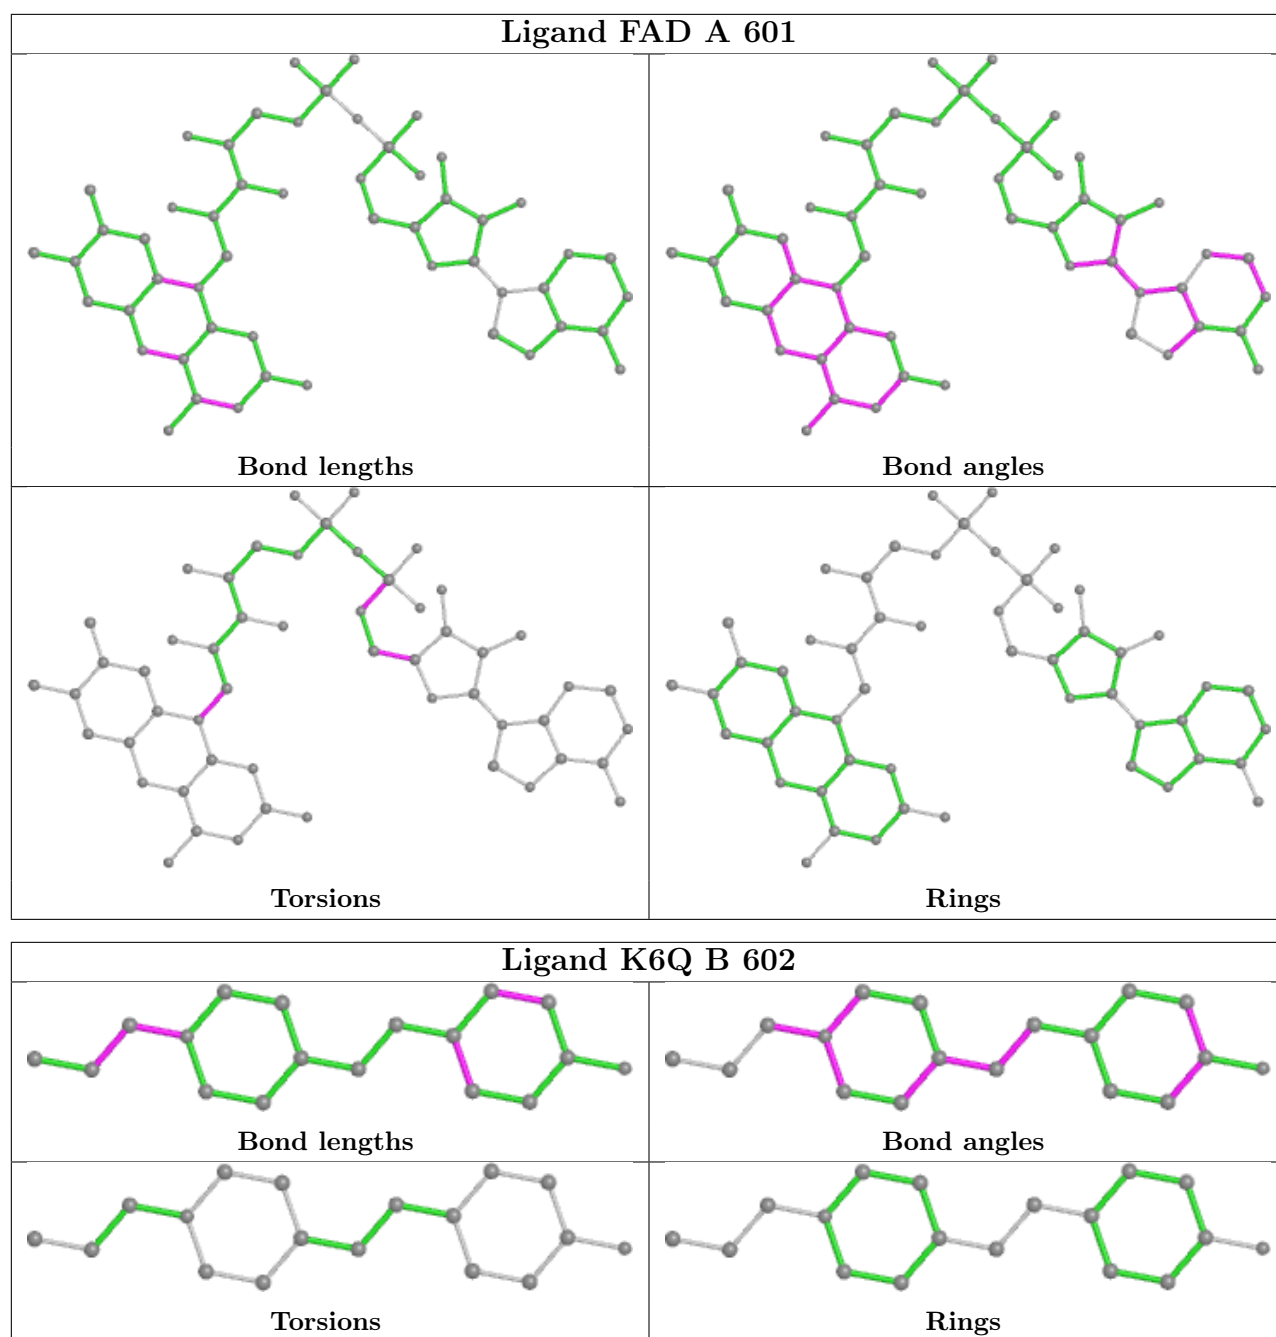 Ligand FAD A 601
Bond lengths
Bond angles
Torsions
Rings
Ligand K6Q B 602
Bond lengths
Bond angles
Torsions
Rings